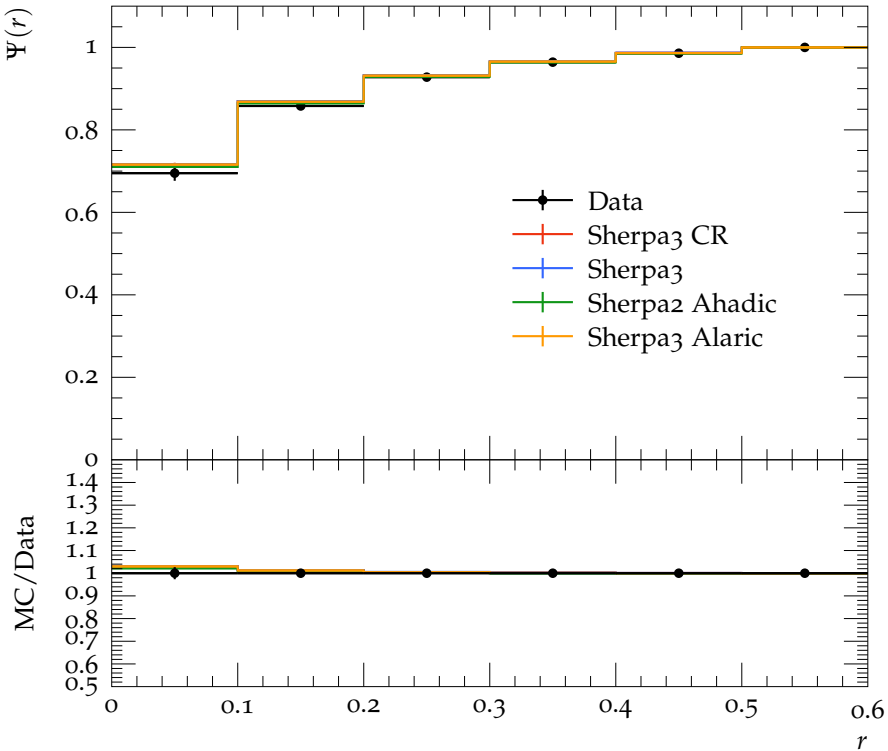 Ψ(r)
1
0.8
0.6
0.4
0.2
0
Data
Sherpa3 CR
Sherpa3
Sherpa2 Ahadic
Sherpa3 Alaric
MC/Data
1.4
1.3
1.2
1.1
1
0.9
0.8
0.7
0.6
0.5
0 0.1 0.2 0.3 0.4 0.5 0.6
r